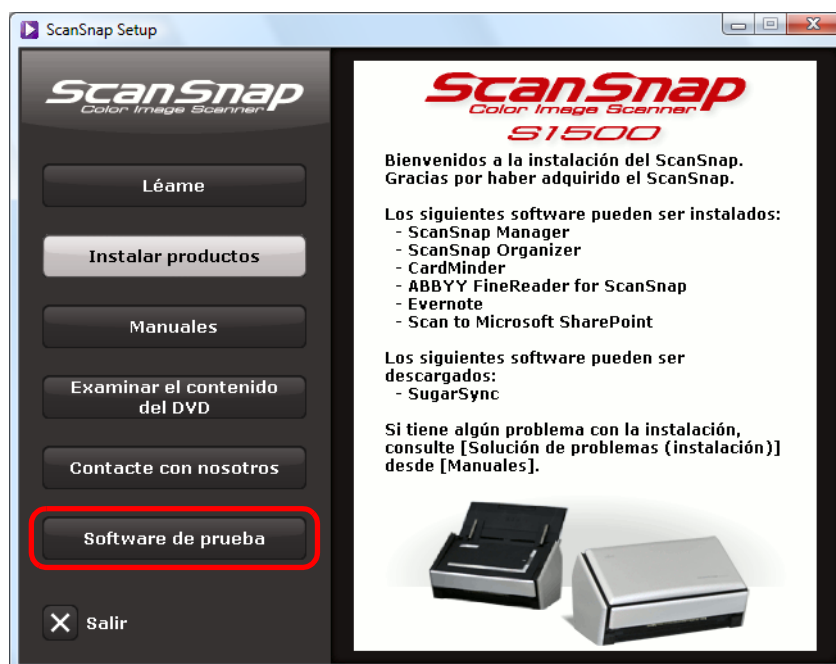 ScanSnap Setup
ScanSnap
Color Image Scanner
Léame
Instalar productos
Manuales
Examinar el contenido
del DVD
Contacte con nosotros
Software de prueba
Salir
ScanSnap
Color Image Scanner
S1500
Bienvenidos a la instalación del ScanSnap.
Gracias por haber adquirido el ScanSnap.
Los siguientes software pueden ser instalados:
- ScanSnap Manager
- ScanSnap Organizer
- CardMinder
- ABBYY FineReader for ScanSnap
- Evernote
- Scan to Microsoft SharePoint
Los siguientes software pueden ser
descargados:
- SugarSync
Si tiene algún problema con la instalación,
consulte [Solución de problemas (instalación)]
desde [Manuales].